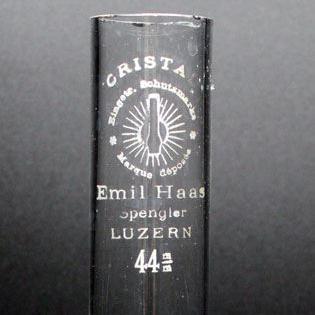 CRISTA
Eingetr. Schutzmarke
Marque déposée
Emil Haas
Spengler
LUZERN
44 m/m